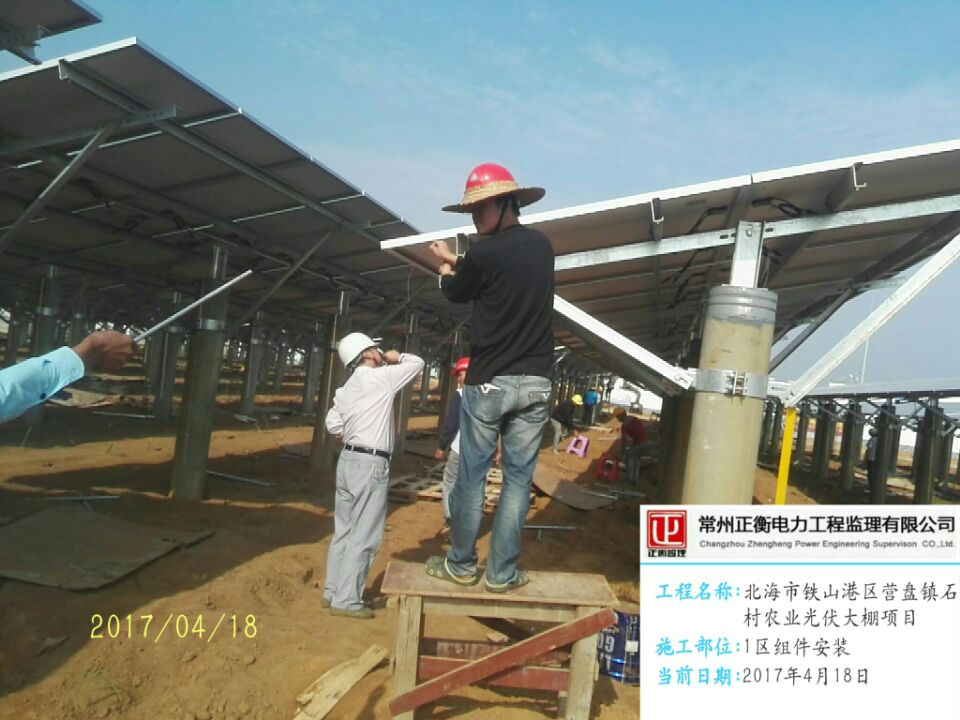 2017/04/18
正衡监理
常州正衡电力工程监理有限公司
Changzhou Zhengheng Power Engineering Supervison CO.,Ltd.
工程名称:北海市铁山港区营盘镇石
村农业光伏大棚项目
施工部位:1区组件安装
当前日期:2017年4月18日